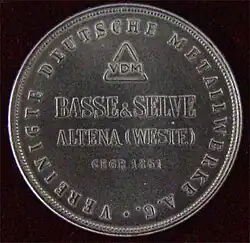 VEREINIGTE DEUTSCHE METALLWERKE A.G.
VDM
BASSE & SELVE
ALTENA (WESTF)
GEGR 1861